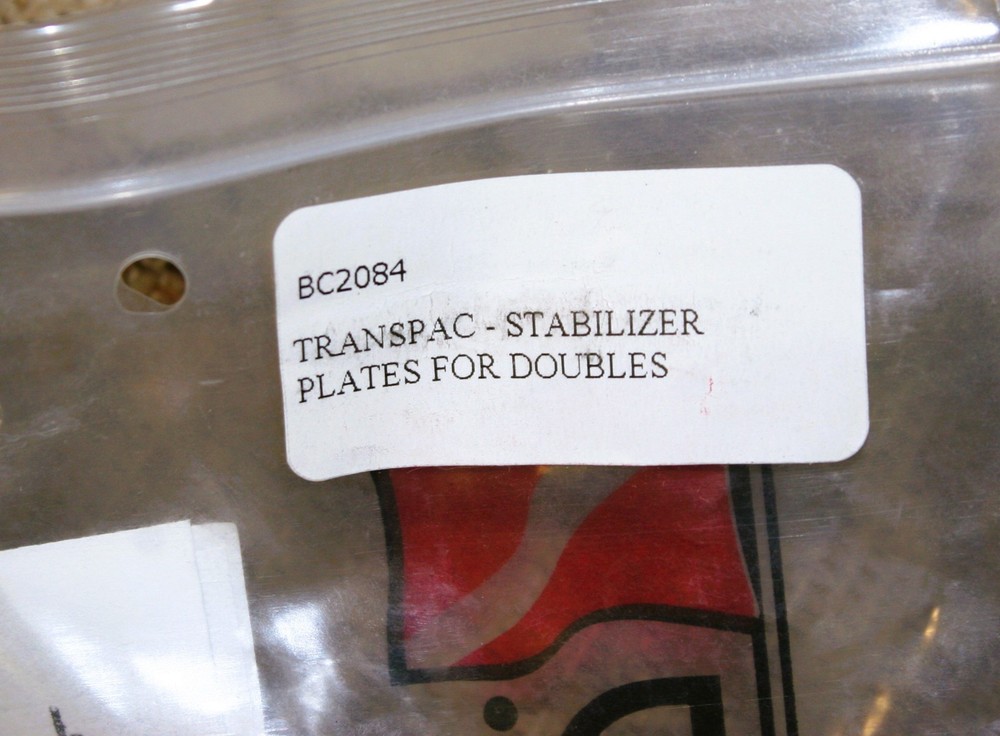 BC2084
TRANSPAC - STABILIZER
PLATES FOR DOUBLES